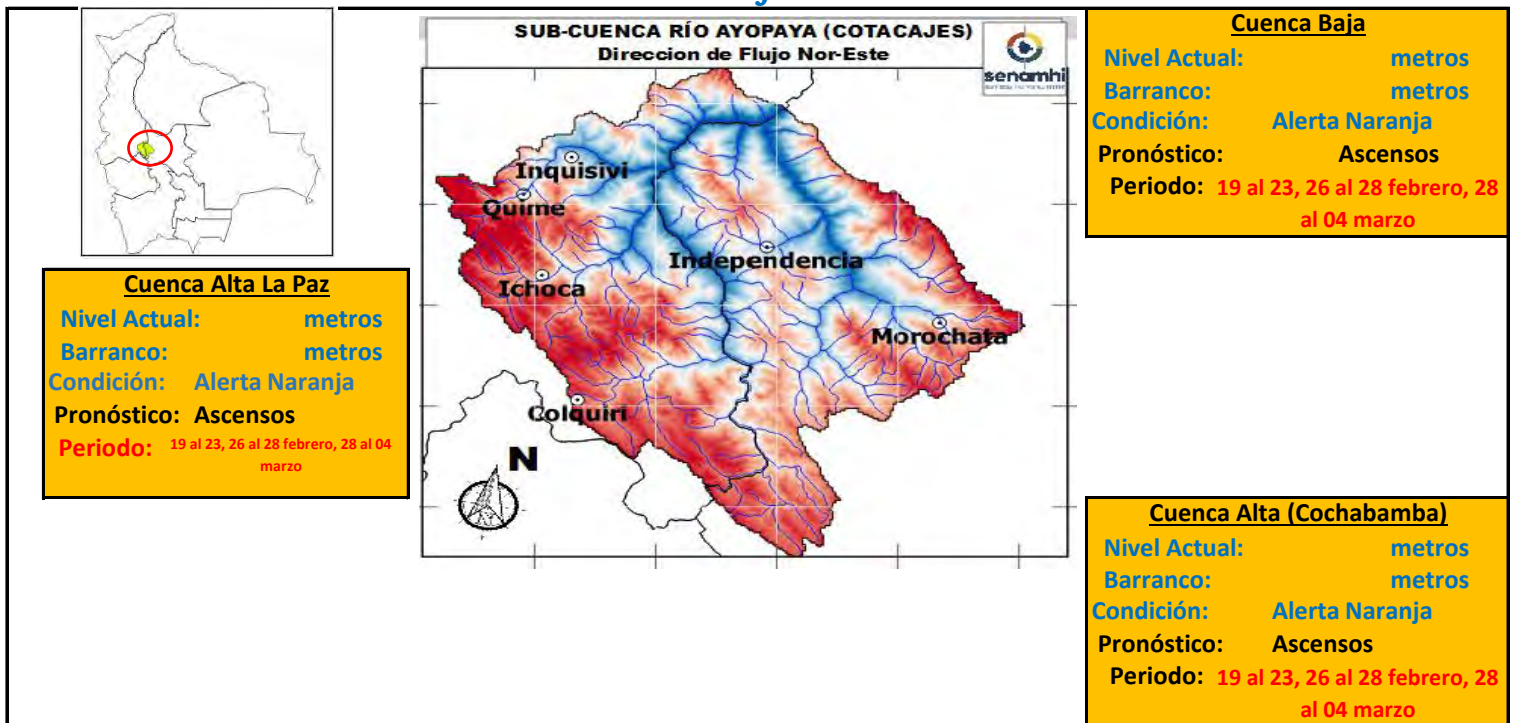 SUB-CUENCA RÍO AYOPAYA (COTACAJES)
Direccion de Flujo Nor-Este
senamhi
Inquisivi
Quime
Independencia
Ichoca
Morochata
Colquiri
N
Cuenca Baja
Nivel Actual: metros
Barranco: metros
Condición: Alerta Naranja
Pronóstico: Ascensos
Periodo: 19 al 23, 26 al 28 febrero, 28
al 04 marzo
Cuenca Alta La Paz
Nivel Actual: metros
Barranco: metros
Condición: Alerta Naranja
Pronóstico: Ascensos
Periodo: 19 al 23, 26 al 28 febrero, 28 al 04
marzo
Cuenca Alta (Cochabamba)
Nivel Actual: metros
Barranco: metros
Condición: Alerta Naranja
Pronóstico: Ascensos
Periodo: 19 al 23, 26 al 28 febrero, 28
al 04 marzo